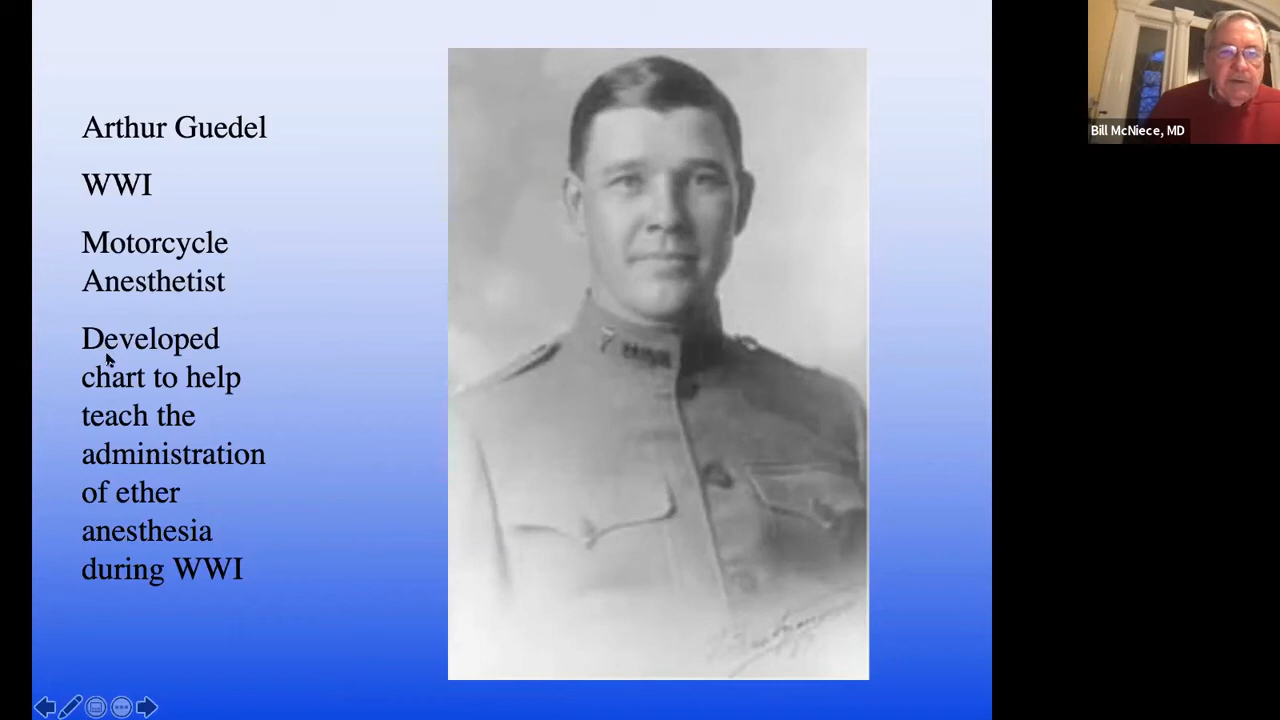 Arthur Guedel
WWI
Motorcycle
Anesthetist
Developed
chart to help
teach the
administration
of ether
anesthesia
during WWI
Bill McNiece, MD